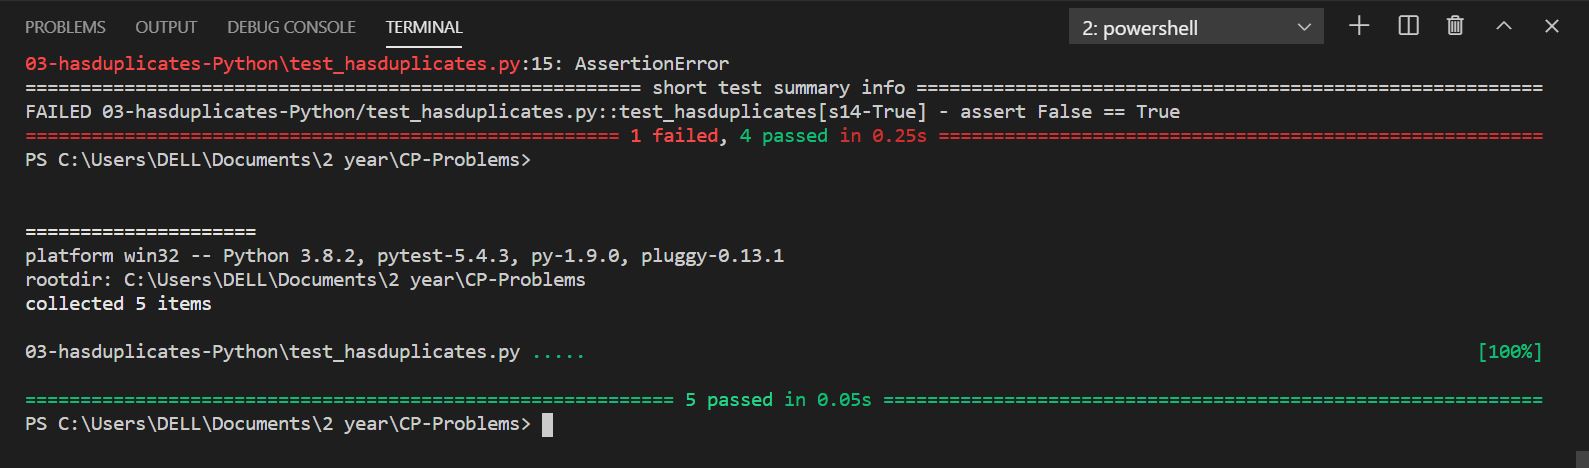 PROBLEMS OUTPUT DEBUG CONSOLE TERMINAL 2: powershell
03-hasduplicates-Python\test_hasduplicates.py:15: AssertionError
======================================================== short test summary info =========================================================
FAILED 03-hasduplicates-Python/test_hasduplicates.py::test_hasduplicates[s14-True] - assert False == True
====================================================== 1 failed, 4 passed in 0.25s =======================================================
PS C:\Users\DELL\Documents\2 year\CP-Problems>
=====================
platform win32 -- Python 3.8.2, pytest-5.4.3, py-1.9.0, pluggy-0.13.1
rootdir: C:\Users\DELL\Documents\2 year\CP-Problems
collected 5 items
03-hasduplicates-Python\test_hasduplicates.py ..... [100%]
=========================================================== 5 passed in 0.05s ============================================================
PS C:\Users\DELL\Documents\2 year\CP-Problems>